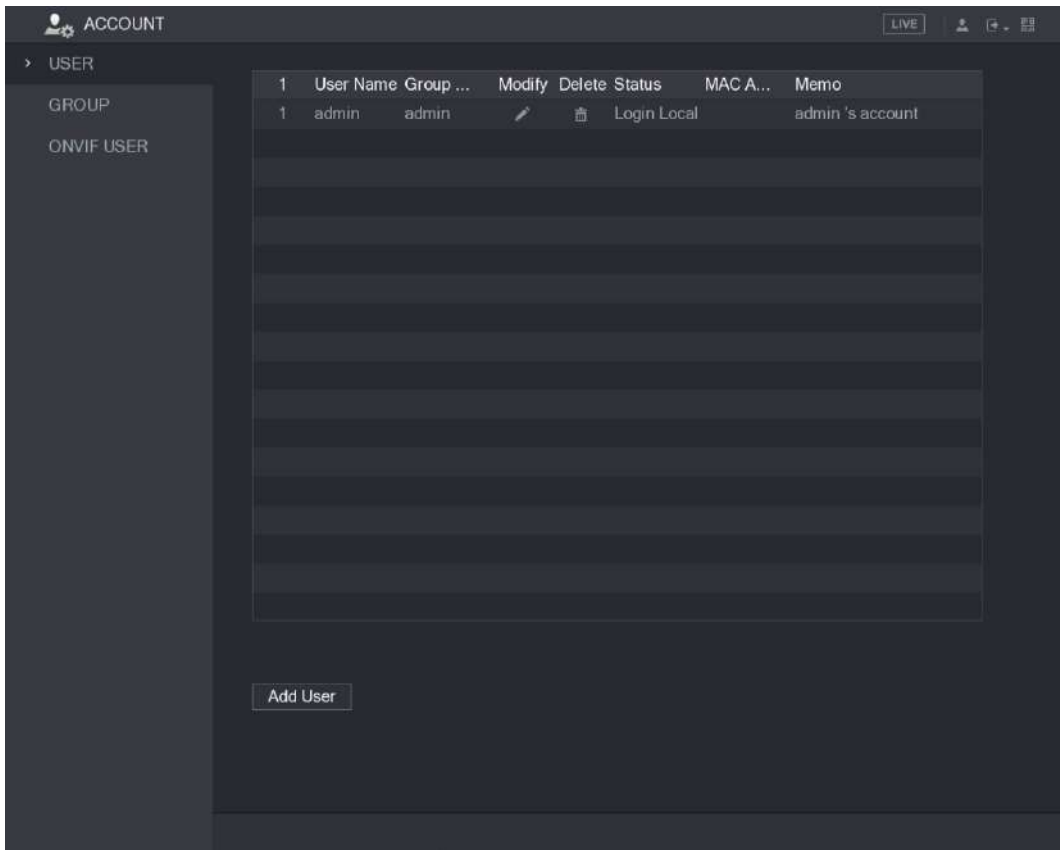 ACCOUNT
LIVE
USER
GROUP
ONVIF USER
1 User Name Group ... Modify Delete Status MAC A... Memo
1 admin admin Login Local admin 's account
Add User